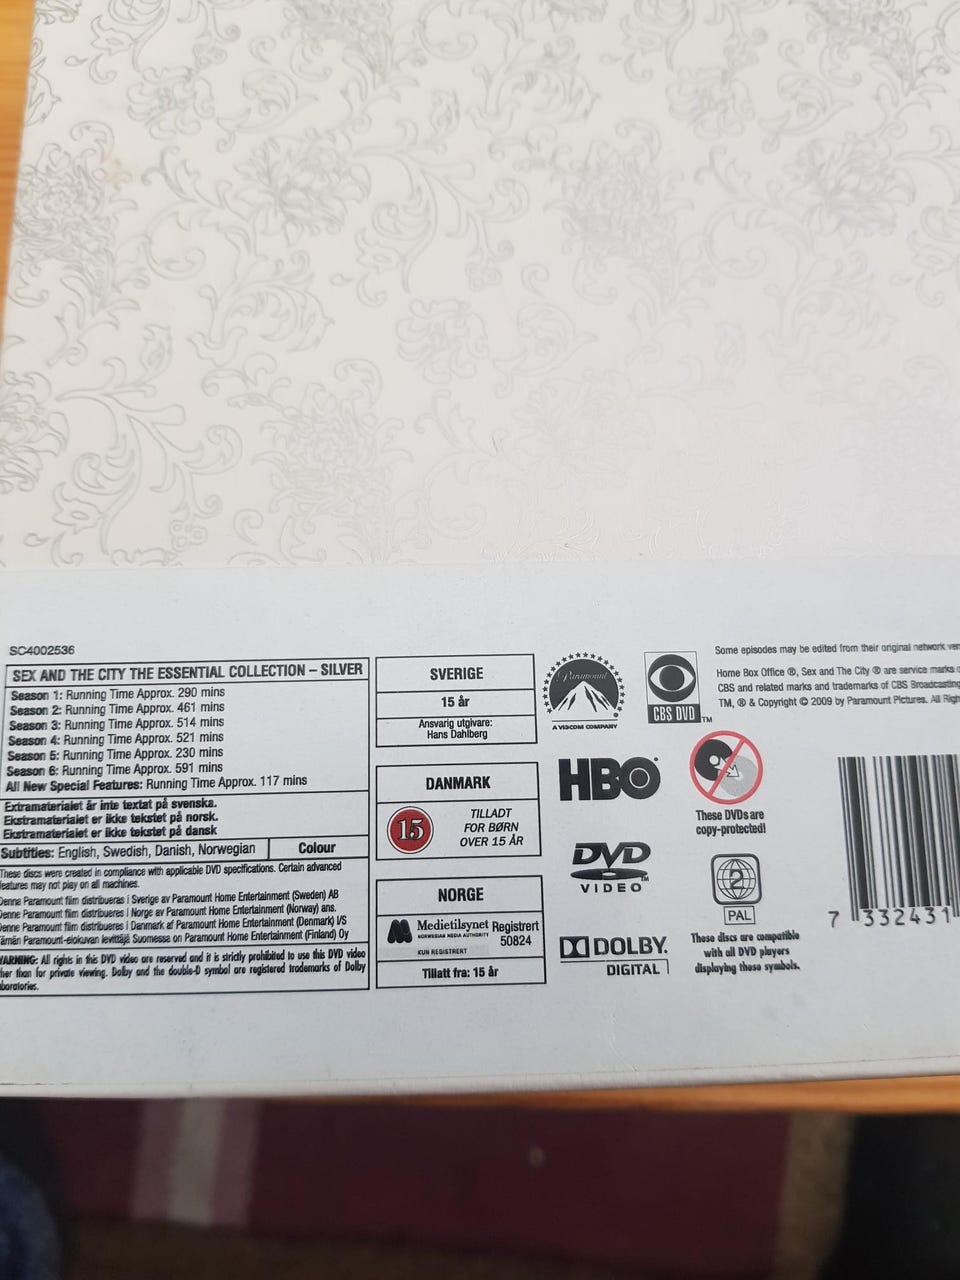 SC4002536
SEX AND THE CITY THE ESSENTIAL COLLECTION – SILVER
Season 1: Running Time Approx. 290 mins
Season 2: Running Time Approx. 461 mins
Season 3: Running Time Approx. 514 mins
Season 4: Running Time Approx. 521 mins
Season 5: Running Time Approx. 230 mins
Season 6: Running Time Approx. 591 mins
All New Special Features: Running Time Approx. 117 mins
Extramaterialet är inte textat på svenska.
Ekstramaterialet er ikke tekstet på norsk.
Ekstramaterialet er ikke tekstet på dansk
Subtitles: English, Swedish, Danish, Norwegian
Colour
These discs were created in compliance with applicable DVD specifications. Certain advanced
features may not play on all machines.
Denna Paramount film distribueras i Sverige av Paramount Home Entertainment (Sweden) AB
Denne Paramount film distribueres i Norge av Paramount Home Entertainment (Norway) ans.
Denne Paramount film distribueres i Danmark af Paramount Home Entertainment (Denmark) I/S
Tämän Paramount-elokuvan levittäjä Suomessa on Paramount Home Entertainment (Finland) Oy
WARNING: All rights in this DVD video are reserved and it is strictly prohibited to use this DVD video
other than for private viewing. Dolby and the double-D symbol are registered trademarks of Dolby
laboratories.
SVERIGE
15 år
Ansvarig utgivare:
Hans Dahlberg
DANMARK
15
TILLADT
FOR BØRN
OVER 15 ÅR
NORGE
Medietilsynet
NORWEGIAN MEDIA AUTHORITY
Registrert
50824
KUN REGISTRERT
Tillatt fra: 15 år
Paramount
A VIACOM COMPANY
CBS DVD TM
HBO
DVD
VIDEO TM
DOLBY.
DIGITAL
These DVDs are
copy-protected!
2
PAL
These discs are compatible
with all DVD players
displaying these symbols.
Some episodes may be edited from their original network
Home Box Office ®, Sex and The City ® are service marks
CBS and related marks and trademarks of CBS Broadcasting
TM, ® & Copyright © 2009 by Paramount Pictures. All
7 332431